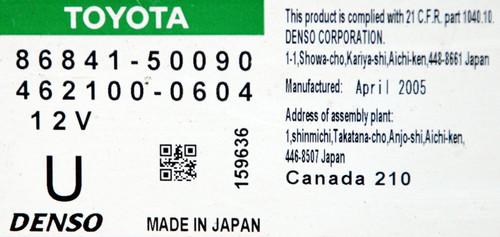 TOYOTA
86841-50090
462100-0604
12V
U
DENSO
MADE IN JAPAN
159636
This product is complied with 21 C.F.R. part 1040.10.
DENSO CORPORATION.
1-1,Showa-cho,Kariya-shi,Aichi-ken,448-8661 Japan
Manufactured: April 2005
Address of assembly plant:
1,shinmichi,Takatana-cho,Anjo-shi,Aichi-ken,
446-8507 Japan
Canada 210